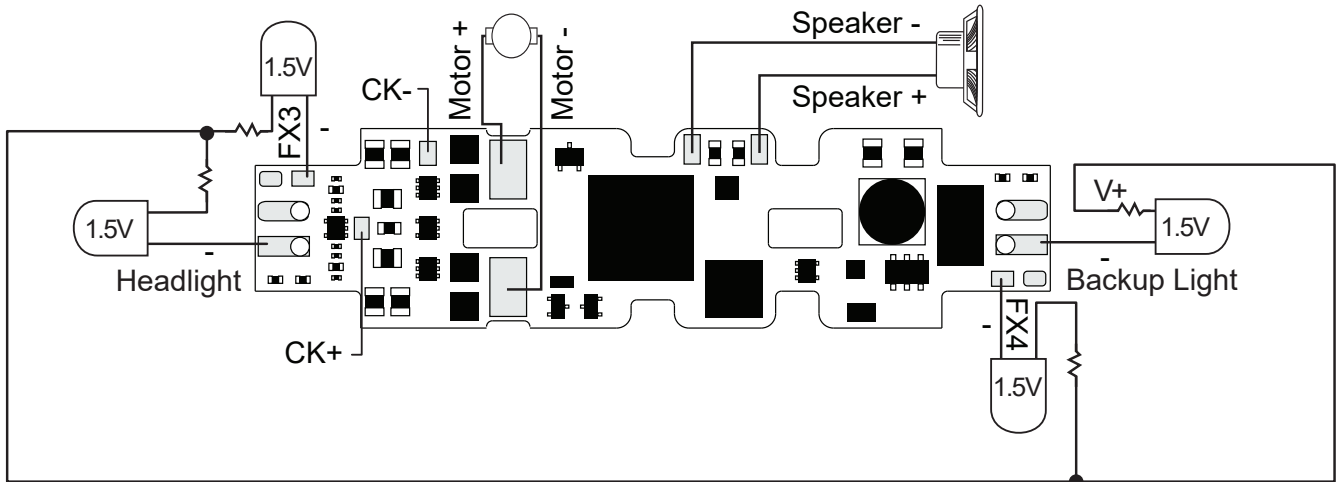 Speaker -
Motor +
Motor -
1.5V
CK-
FX3
-
Speaker +
V+
1.5V
-
Headlight
1.5V
-
Backup Light
CK+
-
FX4
1.5V